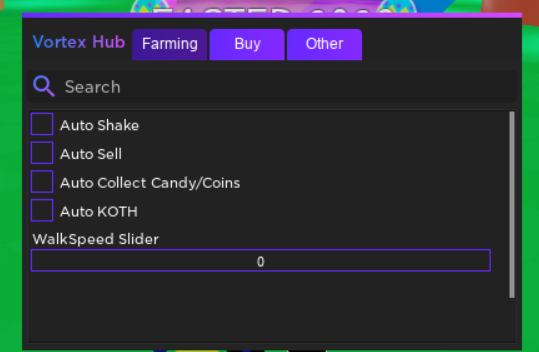 Vortex Hub Farming Buy Other
Search
Auto Shake
Auto Sell
Auto Collect Candy/Coins
Auto KOTH
WalkSpeed Slider
0